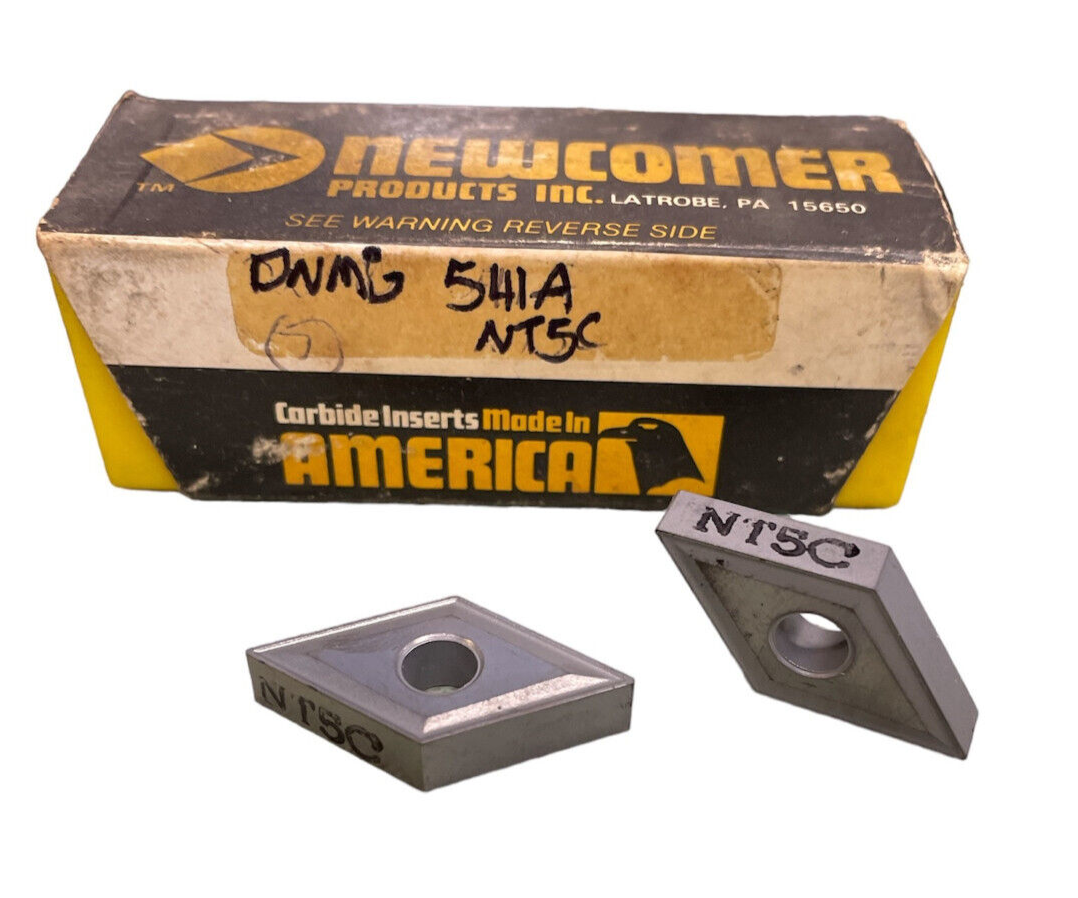 NEWCOMER
TM PRODUCTS INC. LATROBE, PA 15650
SEE WARNING REVERSE SIDE
DNMG 541A
5 NT5C
Carbide Inserts Made In
AMERICA
NT5C
NT5C